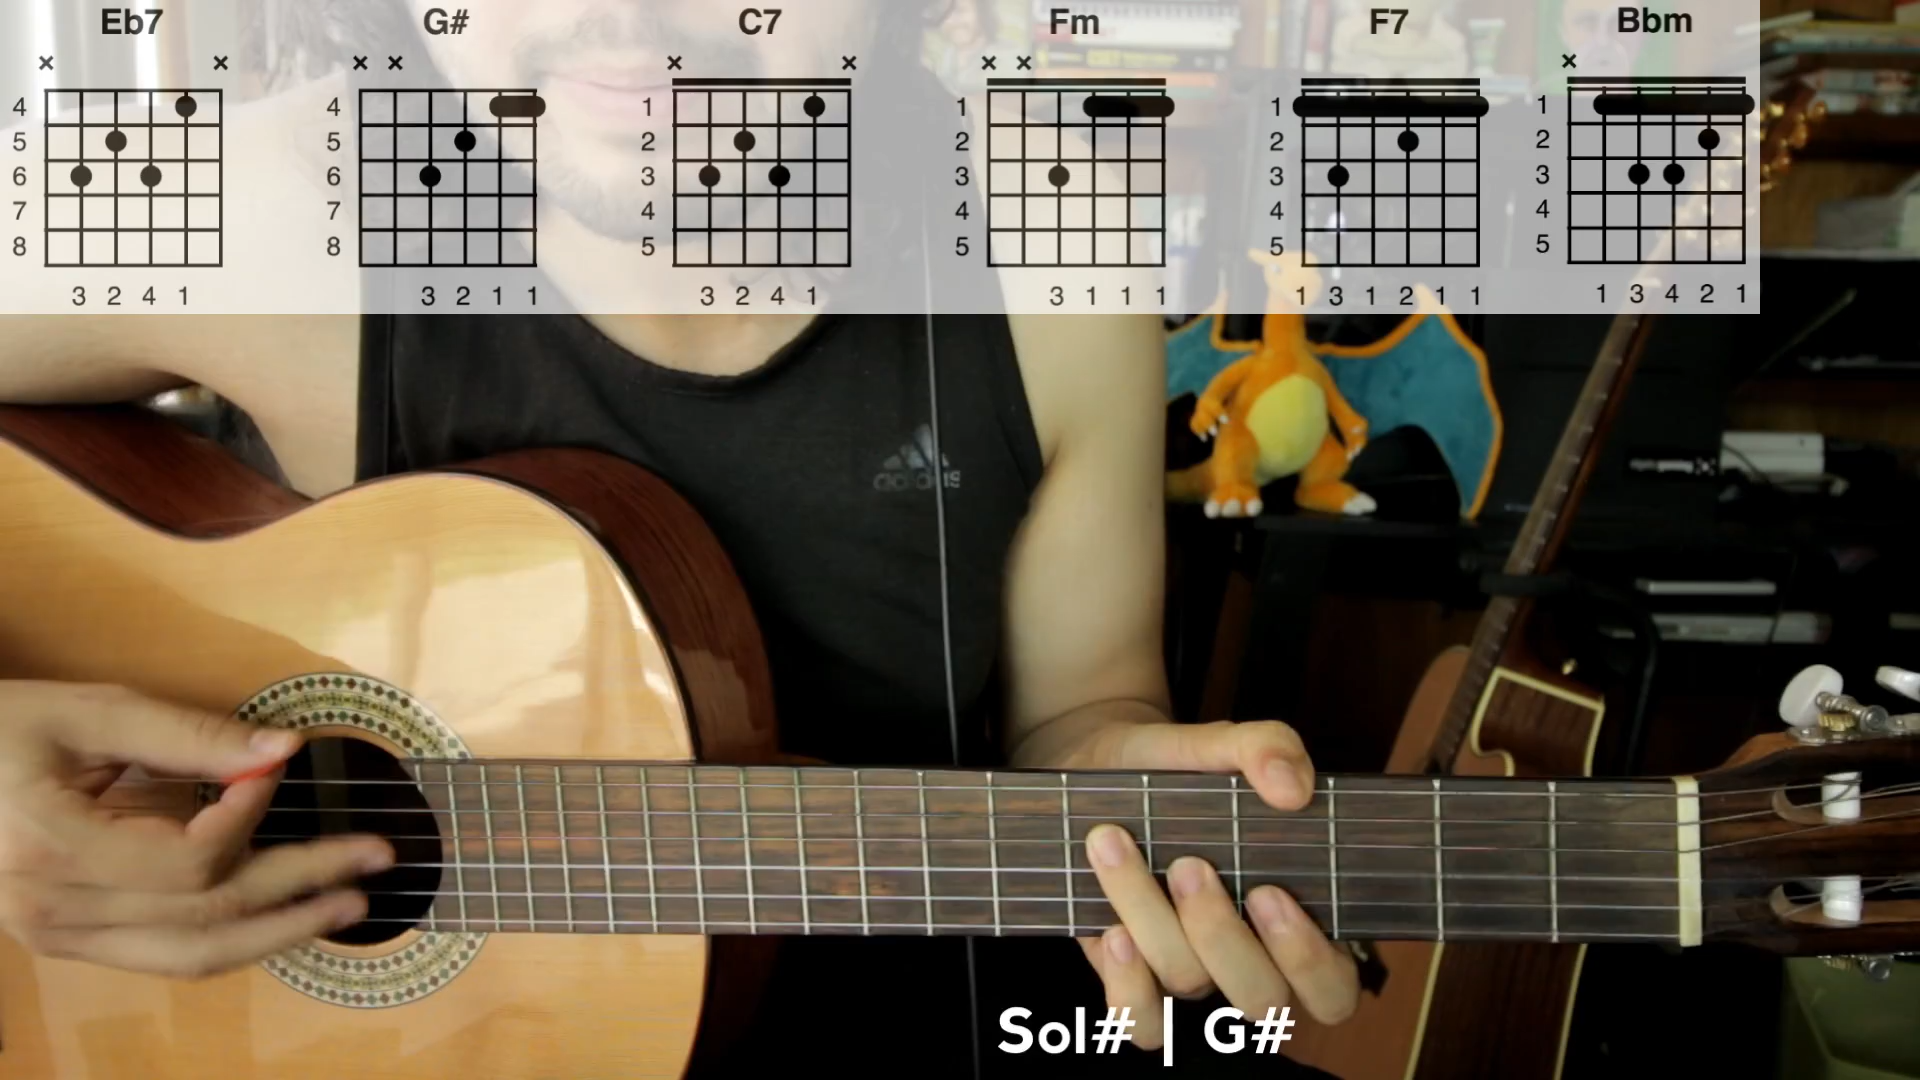 Eb7 G# C7 Fm F7 Bbm
× × × × × × × × ×
4 4 1 1 1 1
5 5 2 2 2 2
6 6 3 3 3 3
7 7 4 4 4 4
8 8 5 5 5 5
3 2 4 1 3 2 1 1 3 2 4 1 3 1 1 1 1 3 1 2 1 1 1 3 4 2 1
adidas
Sol# | G#